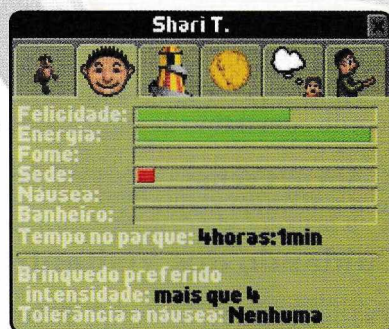 Shari T.
Felicidade:
Energia:
Fome:
Sede:
Náusea:
Banheiro:
Tempo no parque: 4horas:1min
Brinquedo preferido
intensidade: mais que 4
Tolerância a náusea: Nenhuma